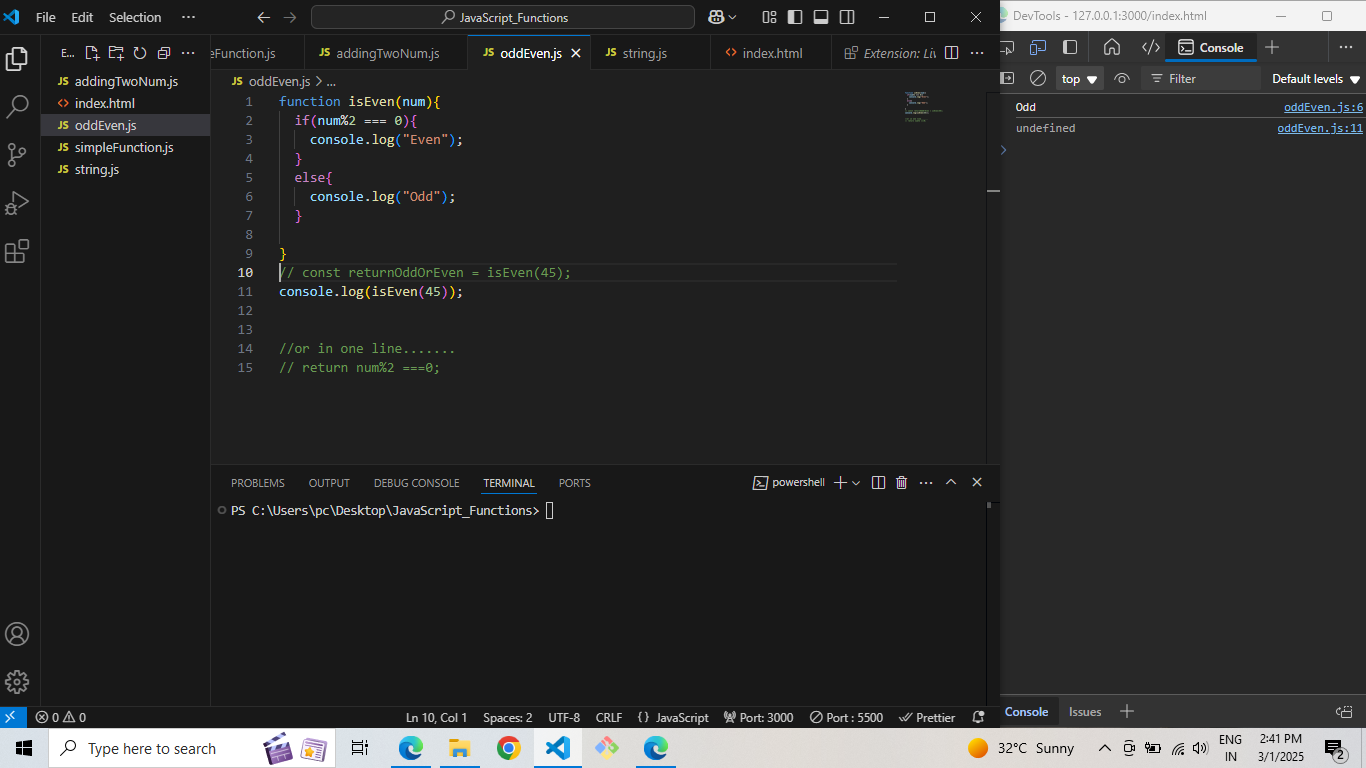 File Edit Selection ··· JavaScript_Functions
E... ···
JS addingTwoNum.js
<> index.html
JS oddEven.js
JS simpleFunction.js
JS string.js
eFunction.js JS addingTwoNum.js JS oddEven.js JS string.js <> index.html Extension: Liv ···
JS oddEven.js > ...
1 function isEven(num){
2 if(num%2 === 0){
3 console.log("Even");
4 }
5 else{
6 console.log("Odd");
7 }
8
9 }
10 // const returnOddOrEven = isEven(45);
11 console.log(isEven(45));
12
13
14 //or in one line.......
15 // return num%2 ===0;
PROBLEMS OUTPUT DEBUG CONSOLE TERMINAL PORTS powershell ···
PS C:\Users\pc\Desktop\JavaScript_Functions>
0 0 Ln 10, Col 1 Spaces: 2 UTF-8 CRLF {} JavaScript Port: 3000 Port : 5500 Prettier
DevTools - 127.0.0.1:3000/index.html
Console ···
top Filter Default levels
Odd oddEven.js:6
undefined oddEven.js:11
Console Issues
Type here to search 32°C Sunny ENG IN 2:41 PM 3/1/2025 2